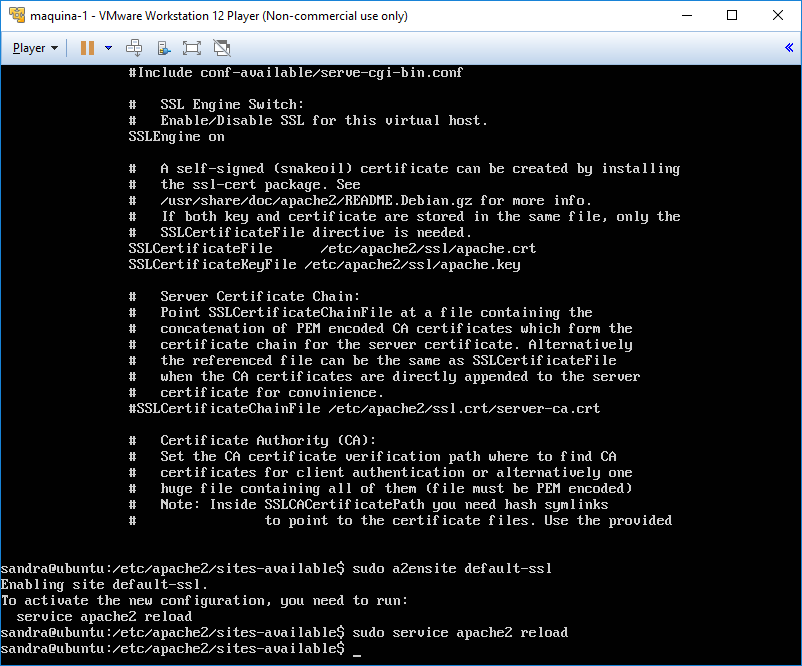 maquina-1 - VMware Workstation 12 Player (Non-commercial use only)
Player
#Include conf-available/serve-cgi-bin.conf
#   SSL Engine Switch:
#   Enable/Disable SSL for this virtual host.
SSLEngine on
#   A self-signed (snakeoil) certificate can be created by installing
#   the ssl-cert package. See
#   /usr/share/doc/apache2/README.Debian.gz for more info.
#   If both key and certificate are stored in the same file, only the
#   SSLCertificateFile directive is needed.
SSLCertificateFile      /etc/apache2/ssl/apache.crt
SSLCertificateKeyFile /etc/apache2/ssl/apache.key
#   Server Certificate Chain:
#   Point SSLCertificateChainFile at a file containing the
#   concatenation of PEM encoded CA certificates which form the
#   certificate chain for the server certificate. Alternatively
#   the referenced file can be the same as SSLCertificateFile
#   when the CA certificates are directly appended to the server
#   certificate for convinience.
#SSLCertificateChainFile /etc/apache2/ssl.crt/server-ca.crt
#   Certificate Authority (CA):
#   Set the CA certificate verification path where to find CA
#   certificates for client authentication or alternatively one
#   huge file containing all of them (file must be PEM encoded)
#   Note: Inside SSLCACertificatePath you need hash symlinks
#                to point to the certificate files. Use the provided
sandra@ubuntu:/etc/apache2/sites-available$ sudo a2ensite default-ssl
Enabling site default-ssl.
To activate the new configuration, you need to run:
  service apache2 reload
sandra@ubuntu:/etc/apache2/sites-available$ sudo service apache2 reload
sandra@ubuntu:/etc/apache2/sites-available$ _